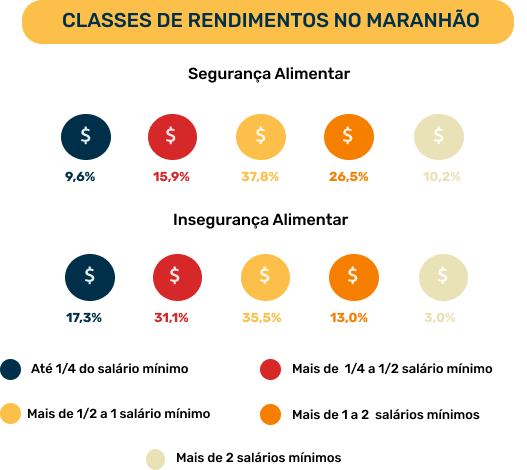 CLASSES DE RENDIMENTOS NO MARANHÃO
Segurança Alimentar
$ $ $ $ $
9,6% 15,9% 37,8% 26,5% 10,2%
Insegurança Alimentar
$ $ $ $ $
17,3% 31,1% 35,5% 13,0% 3,0%
Até 1/4 do salário mínimo Mais de 1/4 a 1/2 salário mínimo
Mais de 1/2 a 1 salário mínimo Mais de 1 a 2 salários mínimos
Mais de 2 salários mínimos